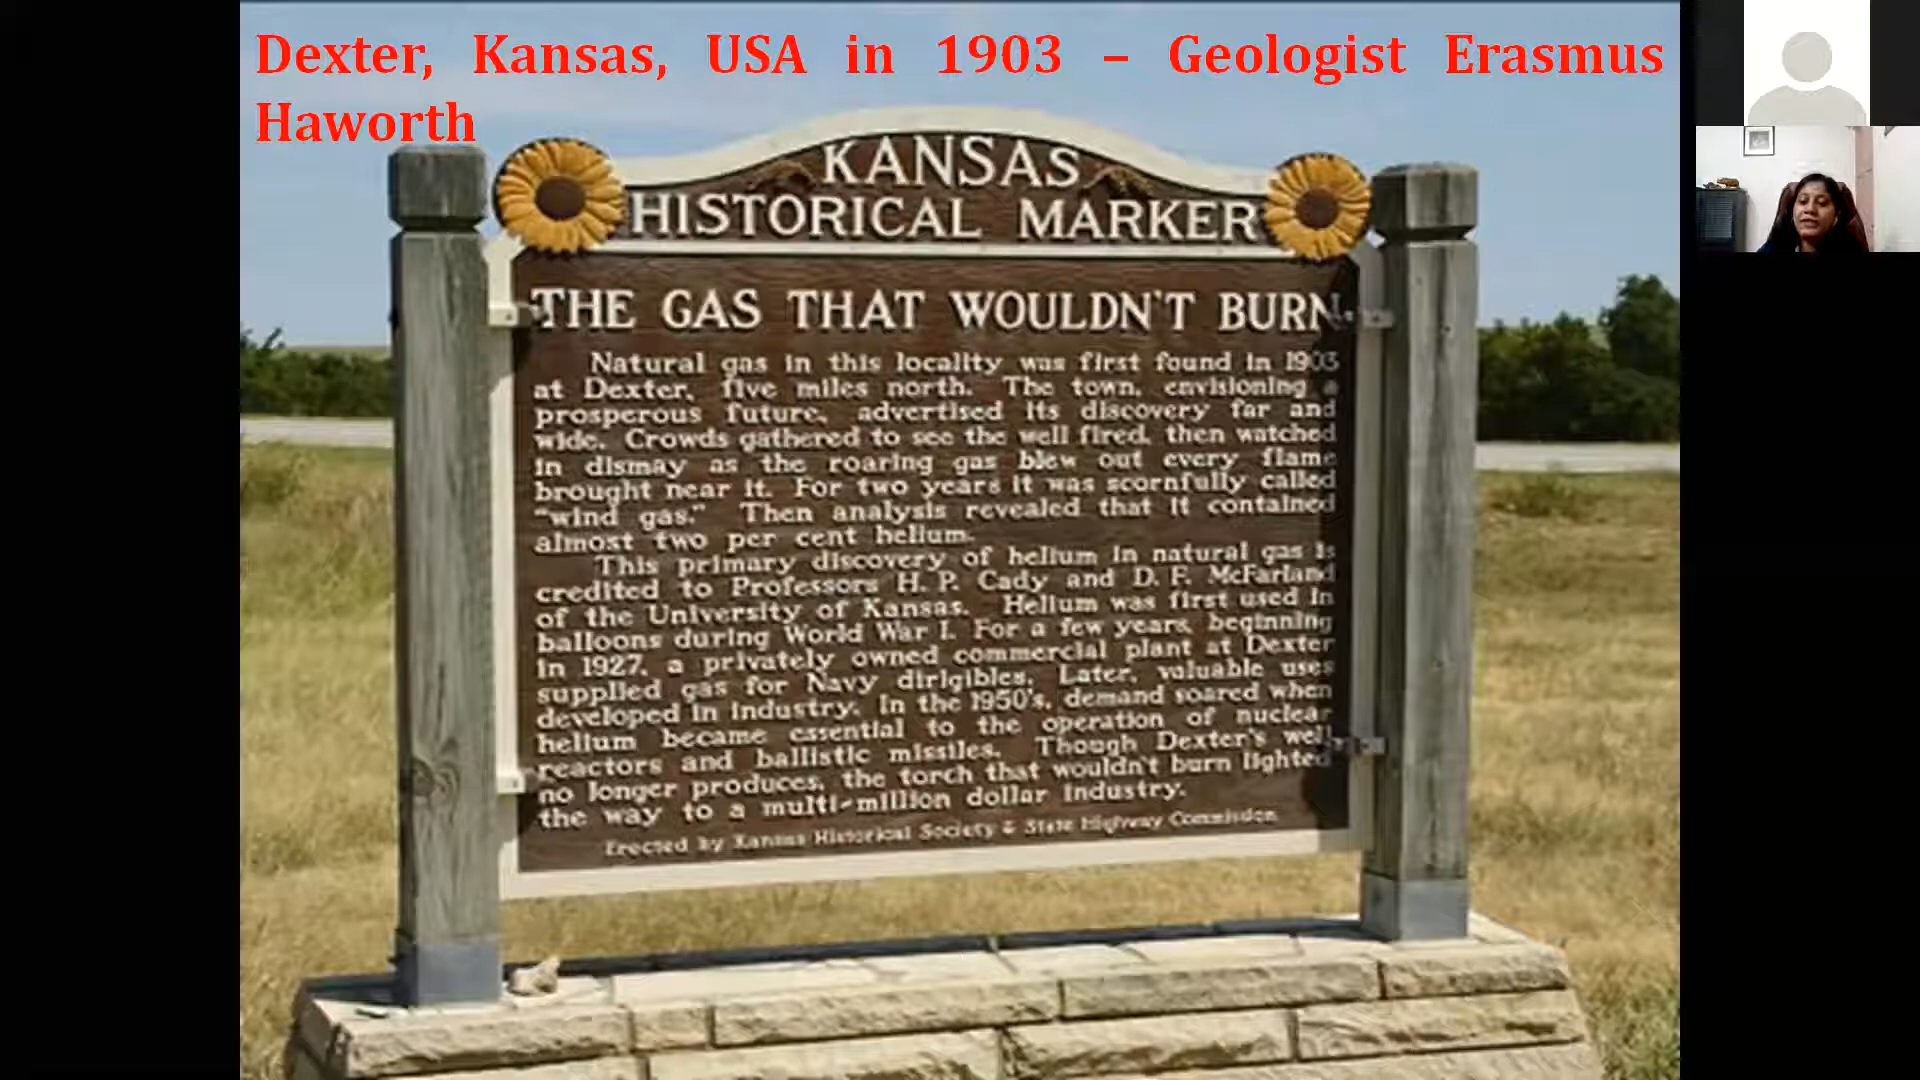 Dexter, Kansas, USA in 1903 – Geologist Erasmus
Haworth
KANSAS
HISTORICAL MARKER
THE GAS THAT WOULDN'T BURN.
Natural gas in this locality was first found in 1903
at Dexter, five miles north. The town, envisioning a
prosperous future, advertised its discovery far and
wide. Crowds gathered to see the well fired, then watched
in dismay as the roaring gas blew out every flame
brought near it. For two years it was scornfully called
"wind gas." Then analysis revealed that it contained
almost two per cent helium.
This primary discovery of helium in natural gas is
credited to Professors H. P. Cady and D. F. McFarland
of the University of Kansas. Helium was first used in
balloons during World War I. For a few years, beginning
in 1927, a privately owned commercial plant at Dexter
supplied gas for Navy dirigibles. Later, valuable uses
developed in industry. In the 1950's, demand soared when
helium became essential to the operation of nuclear
reactors and ballistic missiles. Though Dexter's well
no longer produces, the torch that wouldn't burn lighted
the way to a multi-million dollar industry.
Erected by Kansas Historical Society & State Highway Commission